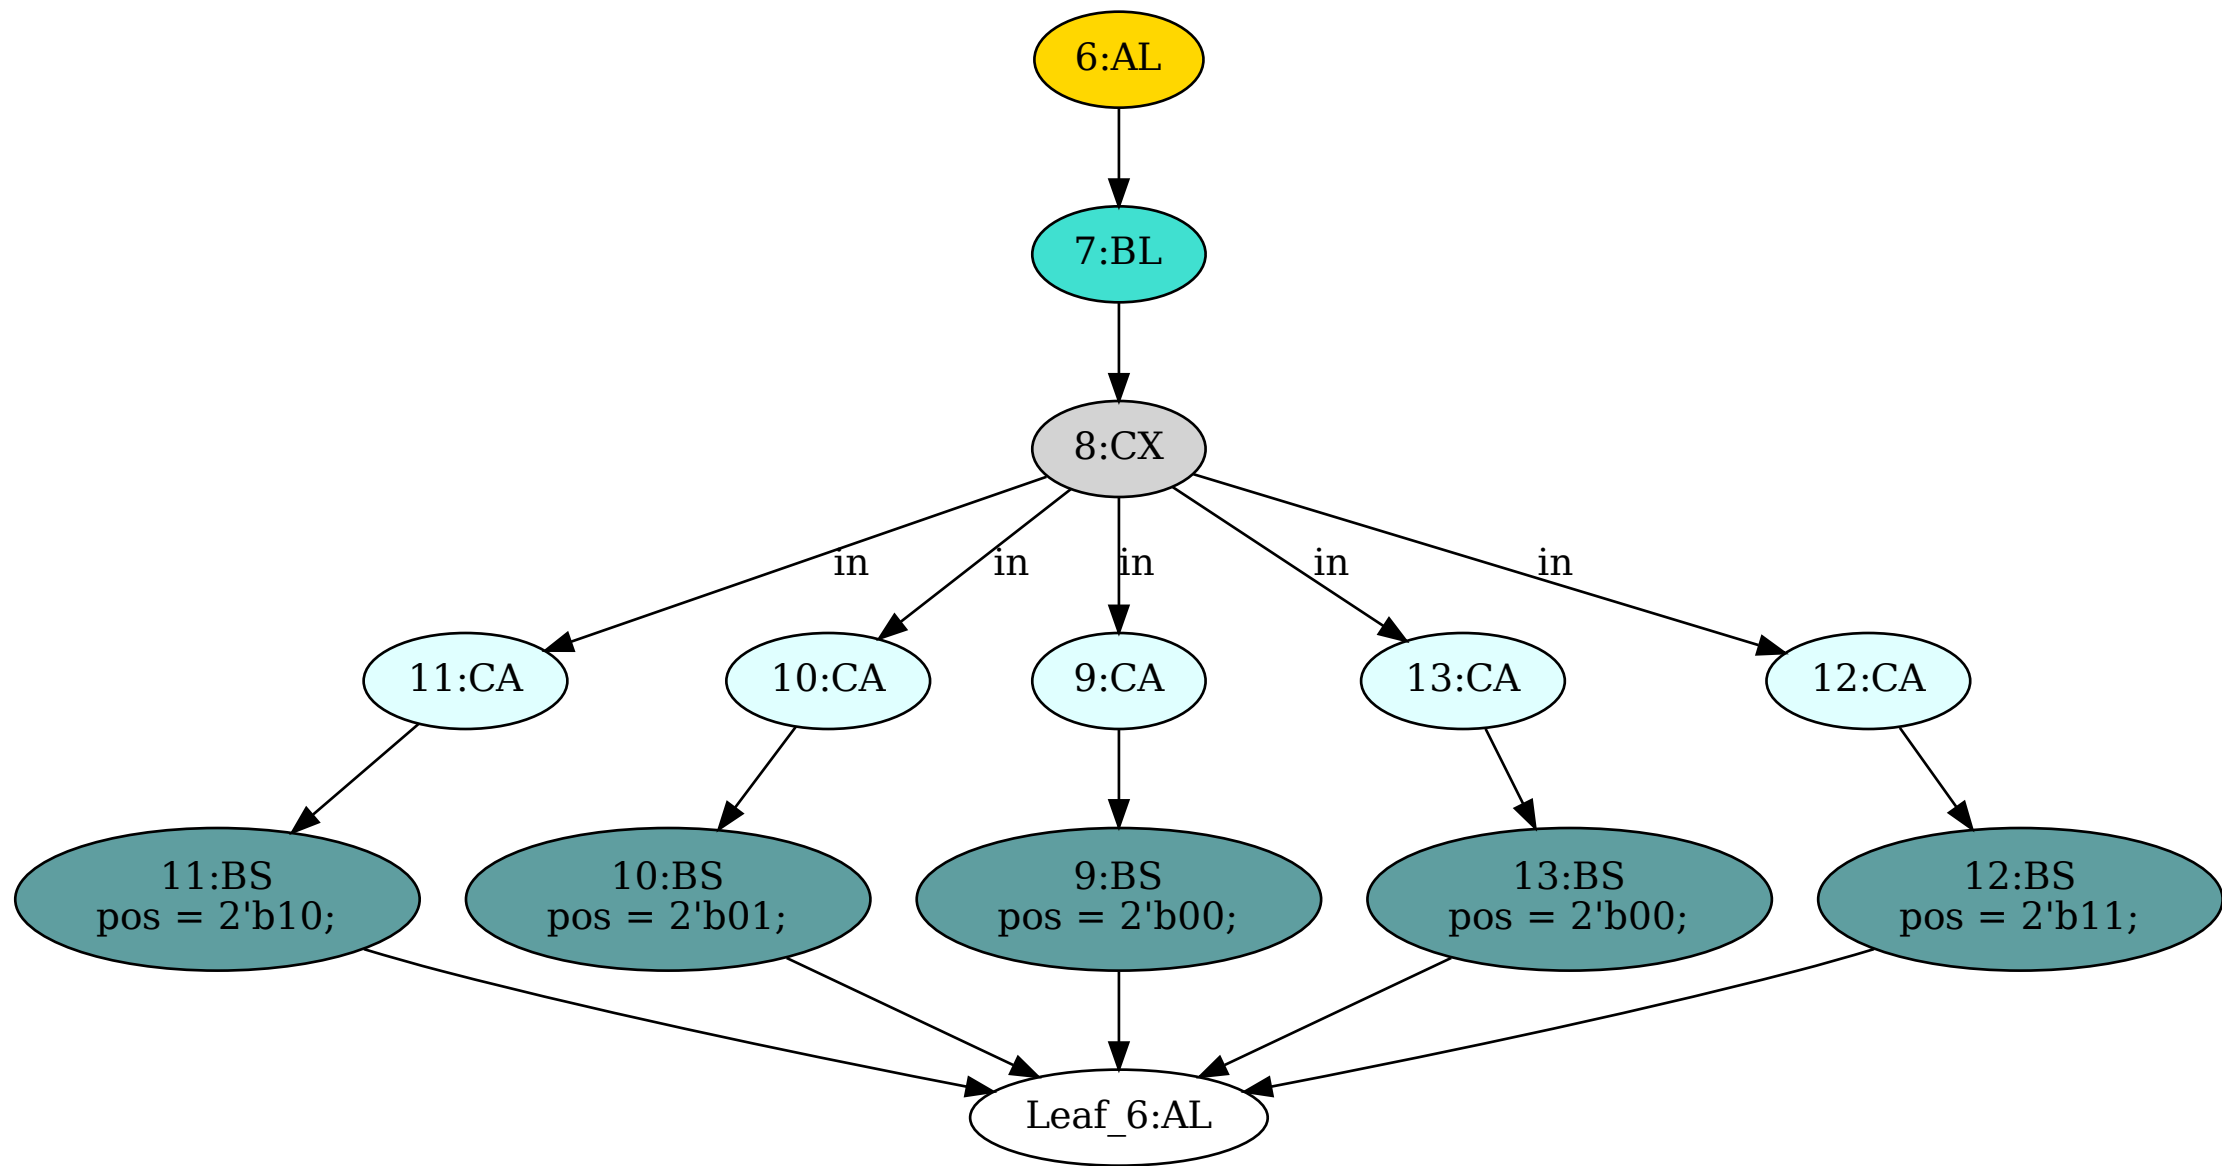 6:AL
7:BL
8:CX
in
in
in
in
in
11:CA
10:CA
9:CA
13:CA
12:CA
11:BS
pos = 2'b10;
10:BS
pos = 2'b01;
9:BS
pos = 2'b00;
13:BS
pos = 2'b00;
12:BS
pos = 2'b11;
Leaf_6:AL